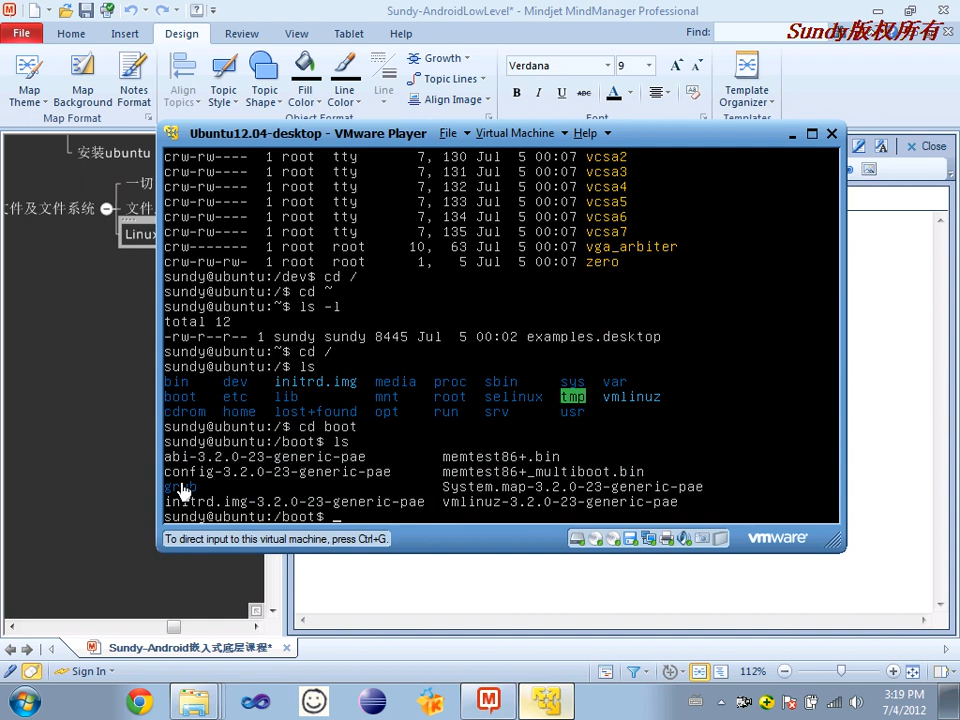 Sundy-AndroidLowLevel* - Mindjet MindManager Professional
Sundy版权所有
File Home Insert Design Review View Tablet Help Find:
Map Theme
Map Background
Notes Format
Align Topics
Topic Style
Topic Shape
Fill Color
Line Color
Line
Growth
Topic Lines
Align Image
Verdana 9
B I U ABC A
Template Organizer
Map Format
Object Format
Close
安装ubuntu
一切
件及文件系统
文件
Linux
Ubuntu12.04-desktop - VMware Player File Virtual Machine Help
crw-rw---- 1 root tty 7, 130 Jul 5 00:07 vcsa2
crw-rw---- 1 root tty 7, 131 Jul 5 00:07 vcsa3
crw-rw---- 1 root tty 7, 132 Jul 5 00:07 vcsa4
crw-rw---- 1 root tty 7, 133 Jul 5 00:07 vcsa5
crw-rw---- 1 root tty 7, 134 Jul 5 00:07 vcsa6
crw-rw---- 1 root tty 7, 135 Jul 5 00:07 vcsa7
crw------- 1 root root 10, 63 Jul 5 00:07 vga_arbiter
crw-rw-rw- 1 root root 1, 5 Jul 5 00:07 zero
sundy@ubuntu:/dev$ cd /
sundy@ubuntu:/$ cd ~
sundy@ubuntu:~$ ls -l
total 12
-rw-r--r-- 1 sundy sundy 8445 Jul 5 00:02 examples.desktop
sundy@ubuntu:~$ cd /
sundy@ubuntu:/$ ls
bin dev initrd.img media proc sbin sys var
boot etc lib mnt root selinux tmp vmlinuz
cdrom home lost+found opt run srv usr
sundy@ubuntu:/$ cd boot
sundy@ubuntu:/boot$ ls
abi-3.2.0-23-generic-pae memtest86+.bin
config-3.2.0-23-generic-pae memtest86+_multiboot.bin
grub System.map-3.2.0-23-generic-pae
initrd.img-3.2.0-23-generic-pae vmlinuz-3.2.0-23-generic-pae
sundy@ubuntu:/boot$ _
To direct input to this virtual machine, press Ctrl+G.
vmware
Sundy-Android嵌入式底层课程*
Sign In
112%
3:19 PM
7/4/2012